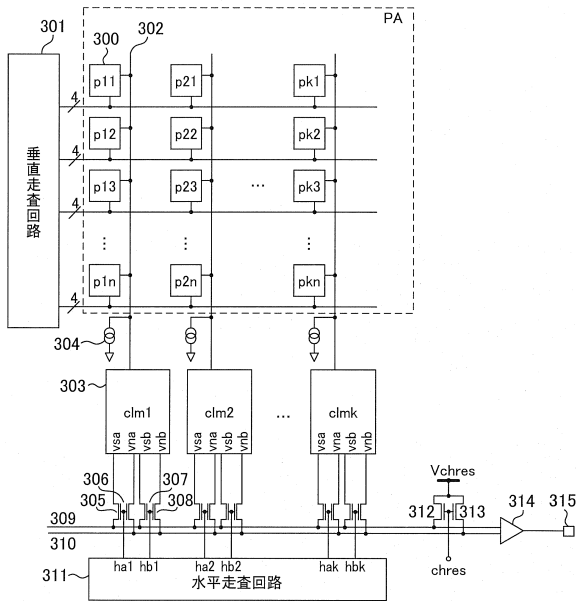 PA
301
300
302
p11 p21 pk1
4
p12 p22 pk2
4
垂直走査回路
p13 p23 … pk3
4
⋮ ⋮ ⋮
p1n p2n pkn
4
304
303
clm1 clm2 … clmk
vsa vna vsb vnb vsa vna vsb vnb vsa vna vsb vnb
306 307
305 308
Vchres
312 313 314 315
309
310
ha1 hb1 ha2 hb2 hak hbk chres
311
水平走査回路